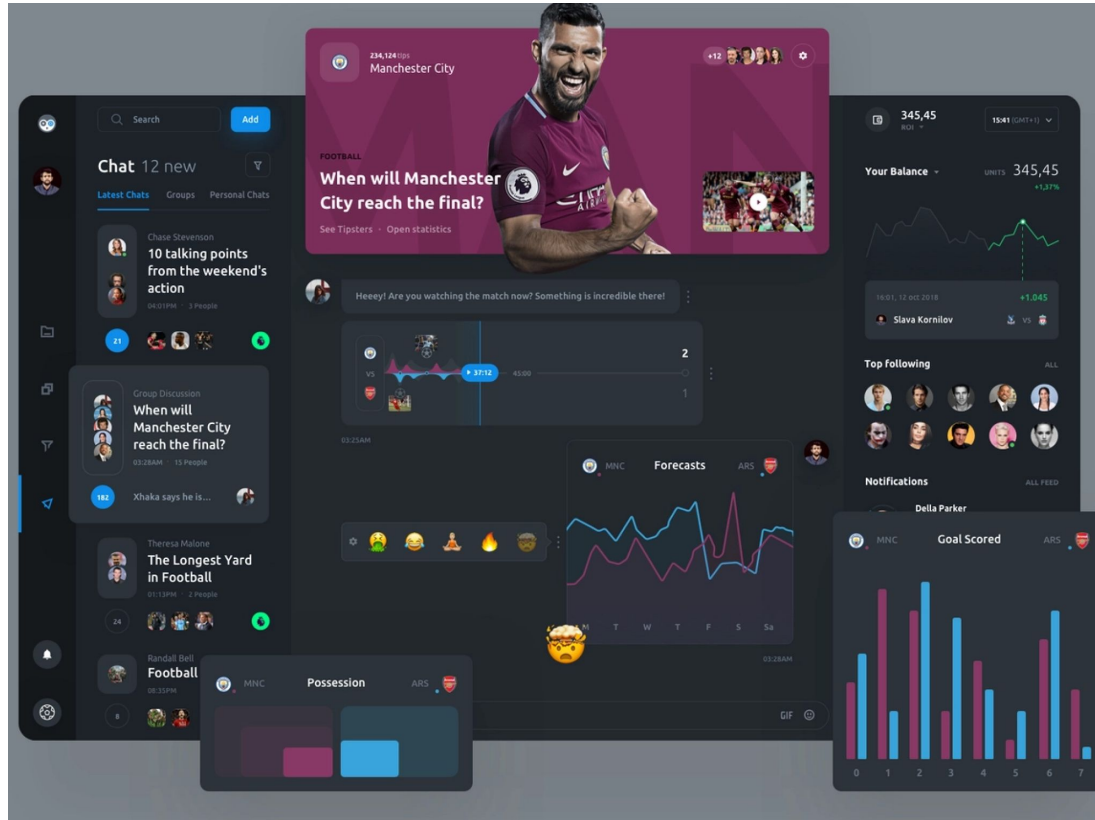 234,124 tips
Manchester City
+12
FOOTBALL
When will Manchester
City reach the final?
See Tipsters · Open statistics
Search
Add
Chat 12 new
Latest Chats Groups Personal Chats
Chase Stevenson
10 talking points
from the weekend's
action
04:01PM · 3 People
21
Group Discussion
When will
Manchester City
reach the final?
03:28AM · 15 People
182
Xhaka says he is...
Theresa Malone
The Longest Yard
in Football
01:13PM · 2 People
24
Randall Bell
Football
08:35PM
8
Heeey! Are you watching the match now? Something is incredible there!
VS
37:12
45:00
2
1
03:25AM
MNC Forecasts ARS
M T W T F S Sa
03:28AM
GIF
MNC Possession ARS
345,45
ROI
15:41 (GMT+1)
Your Balance
UNITS 345,45
+1,37%
16:01, 12 oct 2018
+1.045
Slava Kornilov
VS
Top following
ALL
Notifications
ALL FEED
Della Parker
MNC Goal Scored ARS
0 1 2 3 4 5 6 7